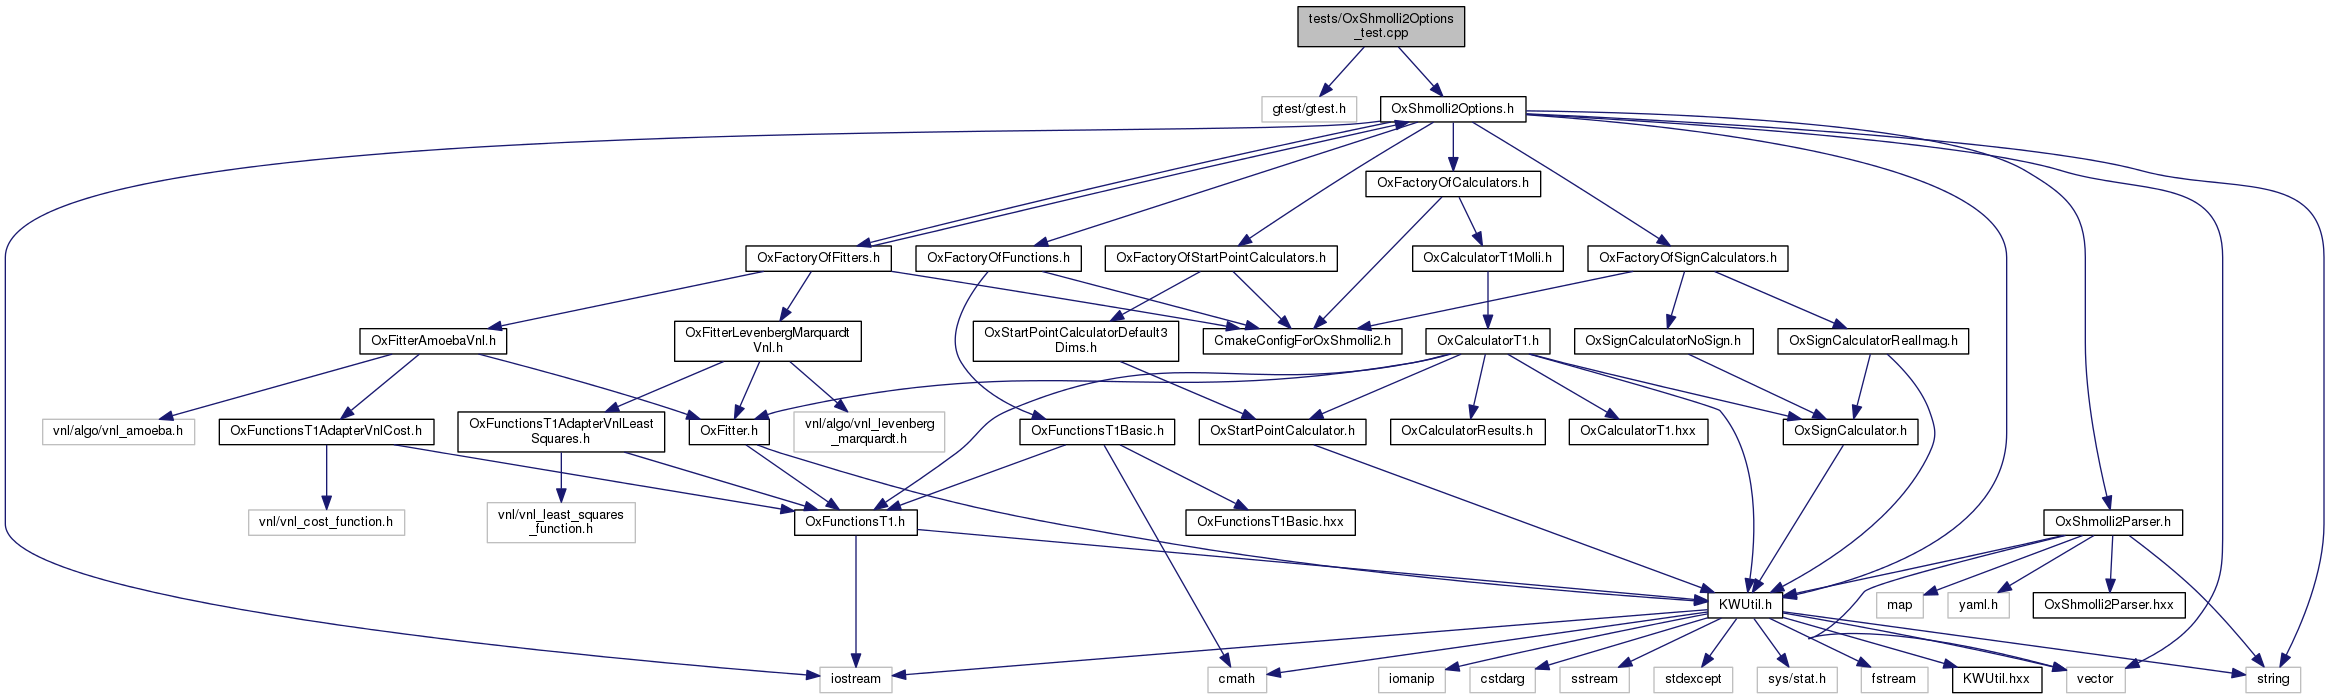 tests/OxShmolli2Options
_test.cpp
gtest/gtest.h
OxShmolli2Options.h
OxFactoryOfCalculators.h
OxFactoryOfFitters.h
OxFactoryOfFunctions.h
OxFactoryOfStartPointCalculators.h
OxCalculatorT1Molli.h
OxFactoryOfSignCalculators.h
OxFitterAmoebaVnl.h
OxFitterLevenbergMarquardt
Vnl.h
OxStartPointCalculatorDefault3
Dims.h
CmakeConfigForOxShmolli2.h
OxCalculatorT1.h
OxSignCalculatorNoSign.h
OxSignCalculatorRealImag.h
vnl/algo/vnl_amoeba.h
OxFunctionsT1AdapterVnlCost.h
OxFunctionsT1AdapterVnlLeast
Squares.h
OxFitter.h
vnl/algo/vnl_levenberg
_marquardt.h
OxFunctionsT1Basic.h
OxStartPointCalculator.h
OxCalculatorResults.h
OxCalculatorT1.hxx
OxSignCalculator.h
vnl/vnl_cost_function.h
vnl/vnl_least_squares
_function.h
OxFunctionsT1.h
OxFunctionsT1Basic.hxx
OxShmolli2Parser.h
KWUtil.h
map
yaml.h
OxShmolli2Parser.hxx
iostream
cmath
iomanip
cstdarg
sstream
stdexcept
sys/stat.h
fstream
KWUtil.hxx
vector
string